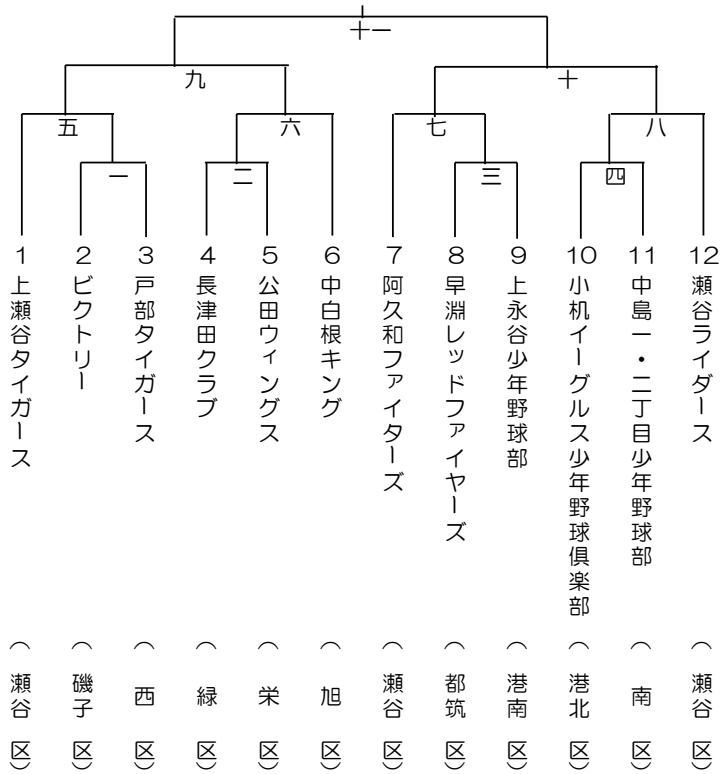 十一
九
十
五
六
七
八
一
二
三
四
1 上瀬谷タイガース （瀬谷区）
2 ビクトリー （磯子区）
3 戸部タイガース （西区）
4 長津田クラブ （緑区）
5 公田ウィングス （栄区）
6 中白根キング （旭区）
7 阿久和ファイターズ （瀬谷区）
8 早淵レッドファイヤーズ （都筑区）
9 上永谷少年野球部 （港南区）
10 小机イーグルス少年野球倶楽部 （港北区）
11 中島一・二丁目少年野球部 （南区）
12 瀬谷ライダース （瀬谷区）